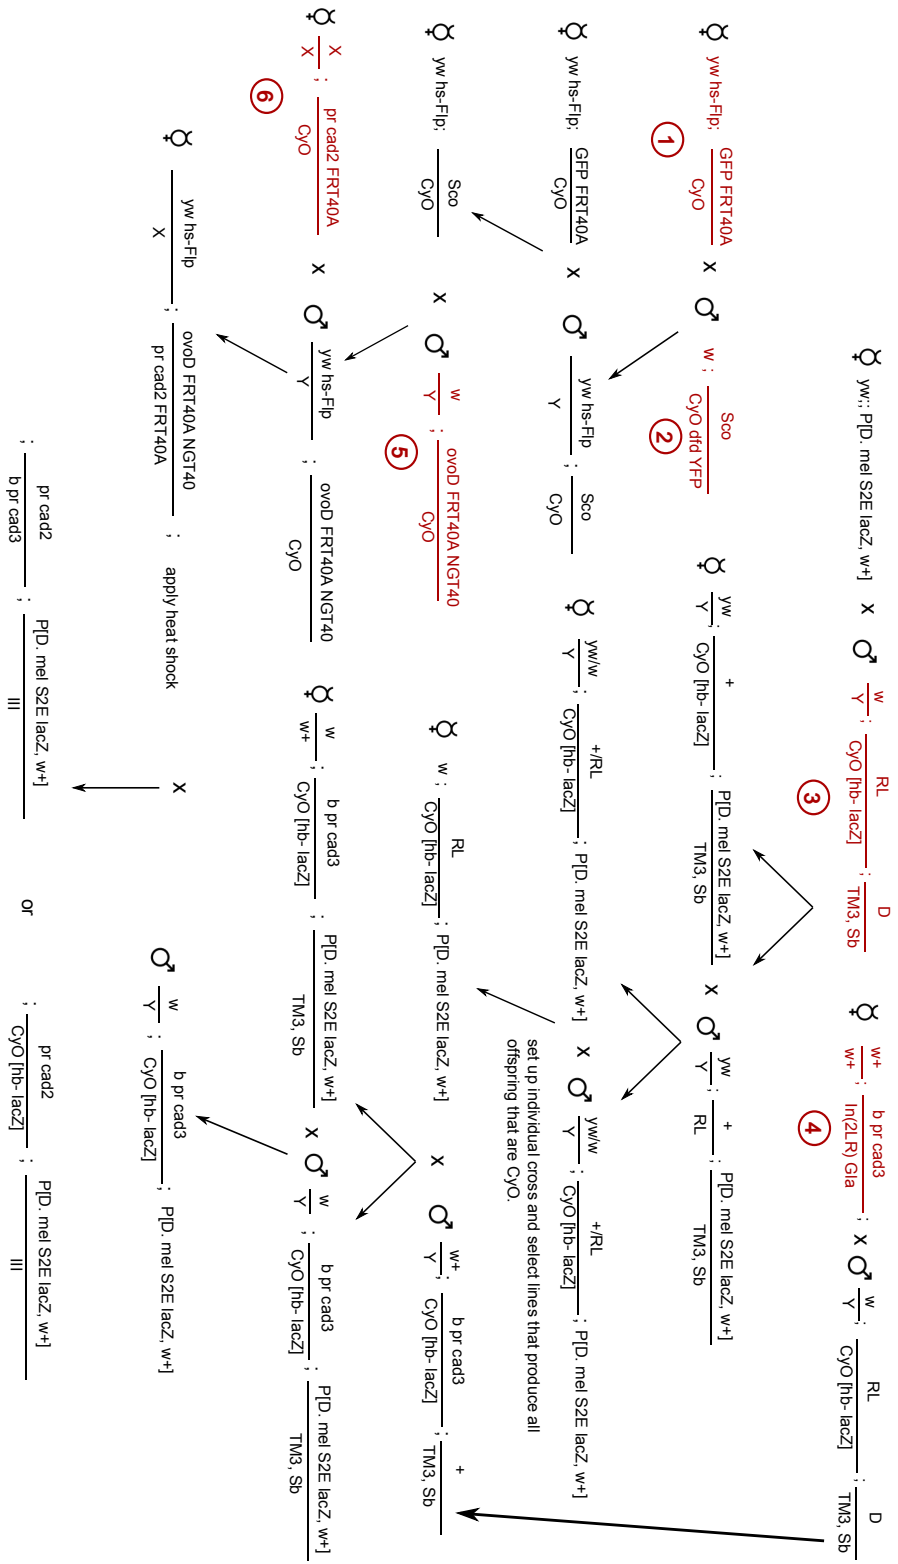 yw;; P[D. mel S2E lacZ, w+] X w RL D
Y ; CyO [hb- lacZ] ; TM3, Sb
3
w+ b pr cad3 X w RL D
w+ ; In(2LR) Gla ; Y ; CyO [hb- lacZ] ; TM3, Sb
4
yw hs-Flp; GFP FRT40A X w ; Sco
CyO CyO dfd YFP
1
2
yw + P[D. mel S2E lacZ, w+] X yw + P[D. mel S2E lacZ, w+]
Y ; CyO [hb- lacZ] ; TM3, Sb Y ; RL ; TM3, Sb
yw hs-Flp; GFP FRT40A X yw hs-Flp ; Sco
CyO Y CyO
yw/w +/RL ; P[D. mel S2E lacZ, w+] X yw/w +/RL ; P[D. mel S2E lacZ, w+]
Y ; CyO [hb- lacZ] Y ; CyO [hb- lacZ]
set up individual cross and select lines that produce all
offspring that are CyO.
yw hs-Flp; Sco X w ; ovoD FRT40A NGT40
CyO Y CyO
5
w ; RL ; P[D. mel S2E lacZ, w+] X w+ b pr cad3 +
CyO [hb- lacZ] Y ; CyO [hb- lacZ] ; TM3, Sb
X ; pr cad2 FRT40A X yw hs-Flp ; ovoD FRT40A NGT40
X CyO Y CyO
6
w b pr cad3 P[D. mel S2E lacZ, w+] X w b pr cad3 P[D. mel S2E lacZ, w+]
w+ ; CyO [hb- lacZ] ; TM3, Sb Y ; CyO [hb- lacZ] ; TM3, Sb
yw hs-Flp ; ovoD FRT40A NGT40 ; apply heat shock X w ; b pr cad3 ; P[D. mel S2E lacZ, w+]
X pr cad2 FRT40A Y CyO [hb- lacZ]
; pr cad2 ; P[D. mel S2E lacZ, w+] or ; pr cad2 ; P[D. mel S2E lacZ, w+]
b pr cad3 III CyO [hb- lacZ] III